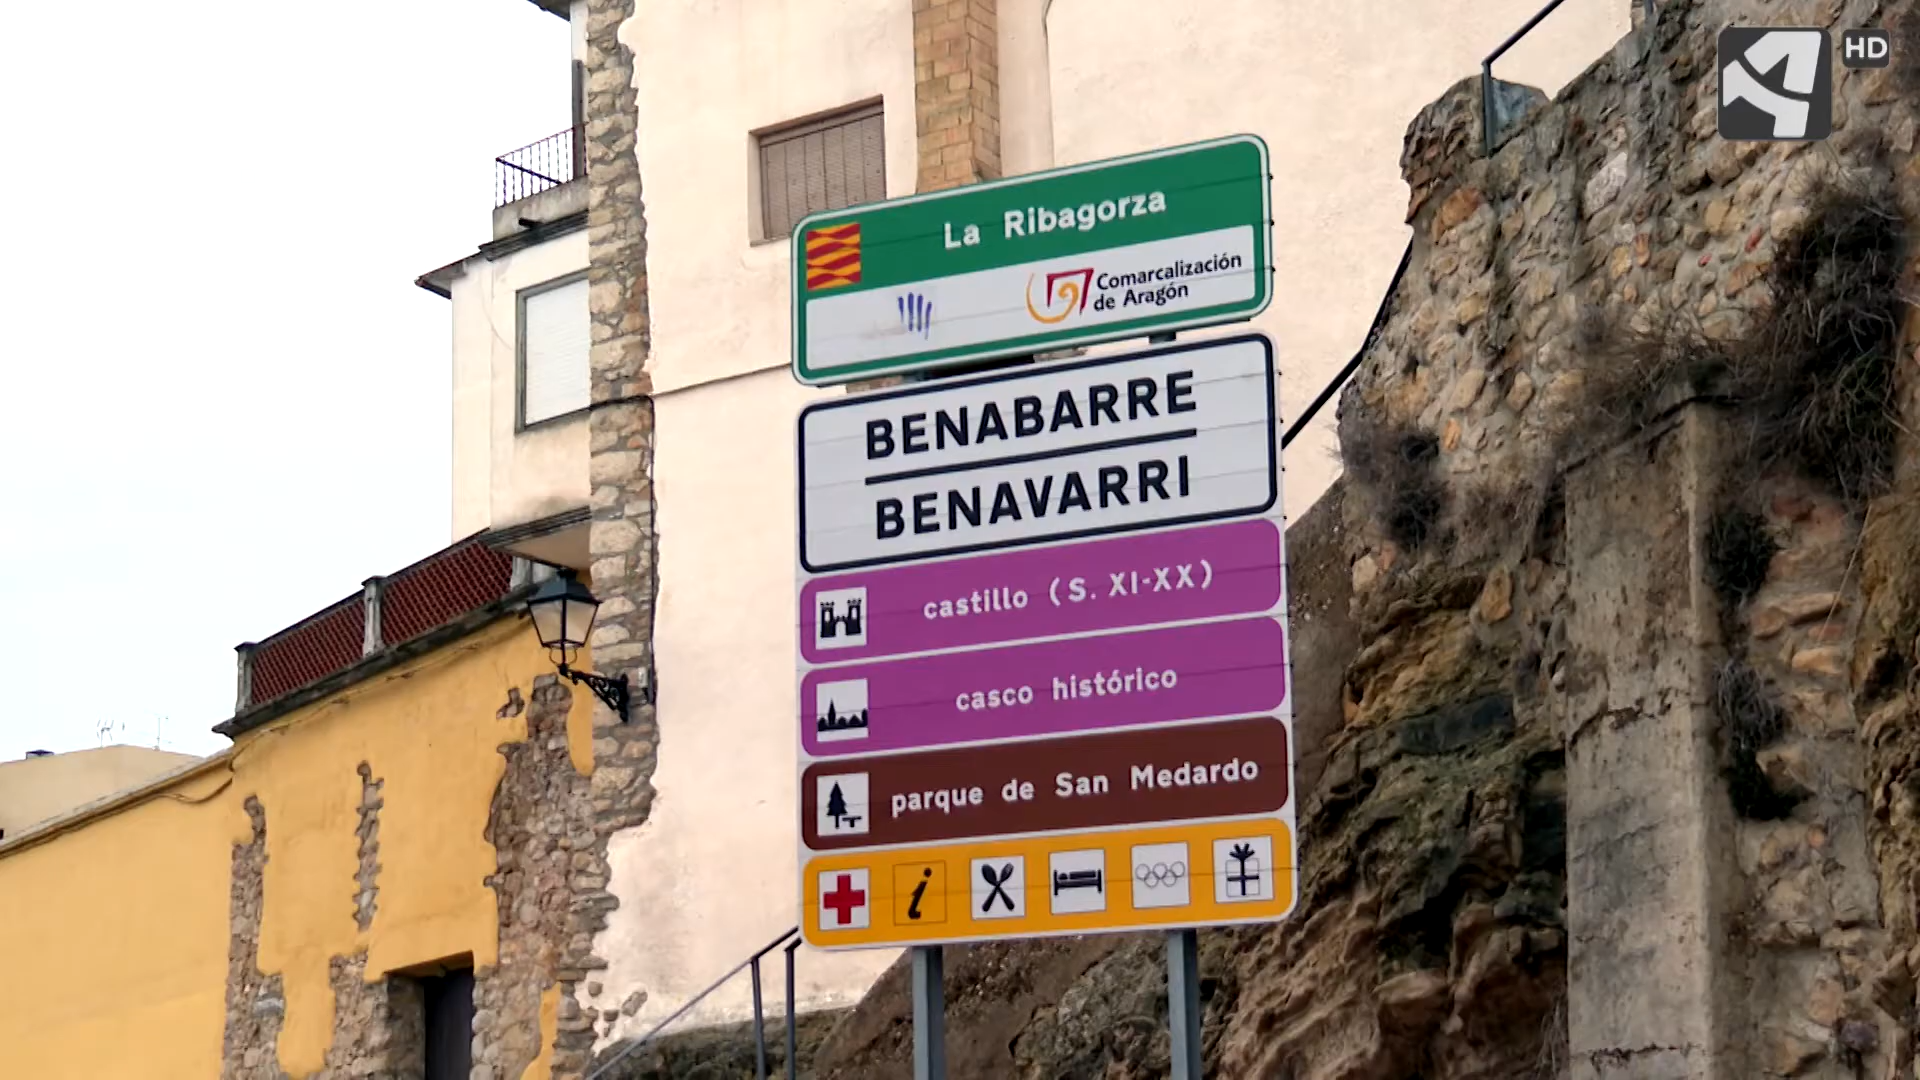 HD
La Ribagorza
Comarcalización
de Aragón
BENABARRE
BENAVARRI
castillo (S. XI-XX)
casco histórico
parque de San Medardo
i